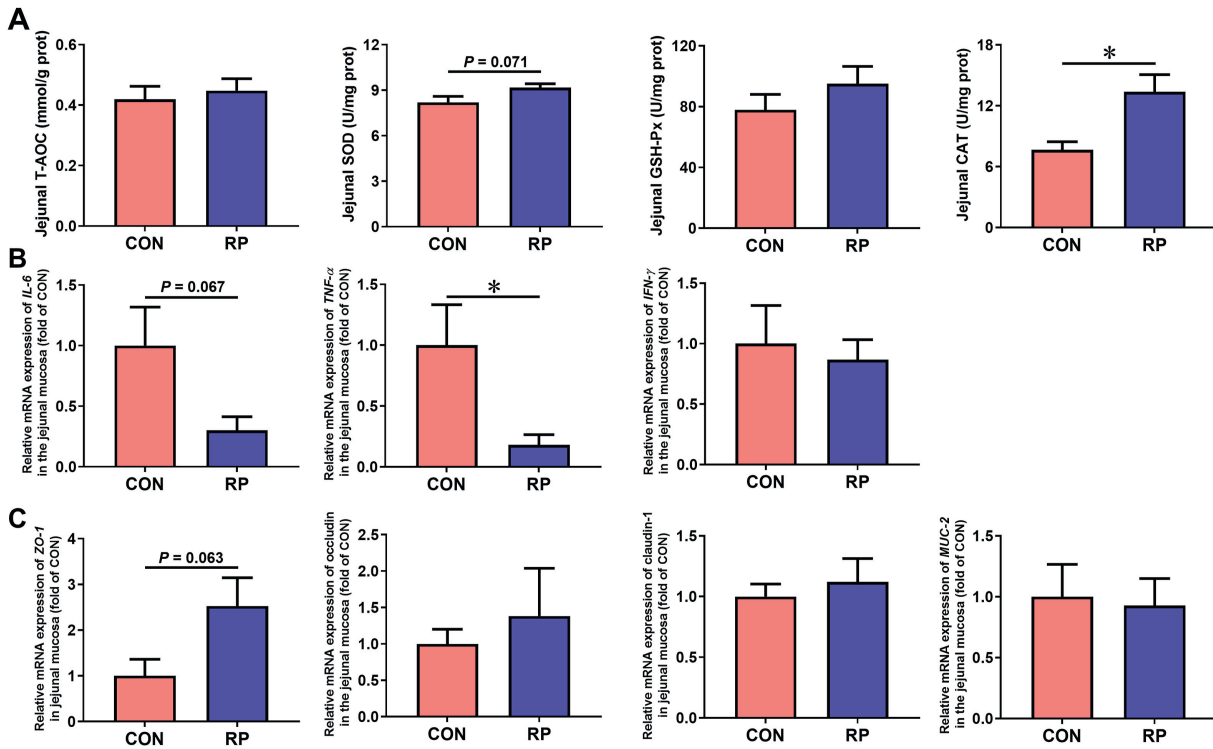 A
Jejunal T-AOC (mmol/g prot)
0.6
0.4
0.2
0.0
CON RP
Jejunal SOD (U/mg prot)
12
9
6
3
0
P = 0.071
CON RP
Jejunal GSH-Px (U/mg prot)
120
80
40
0
CON RP
Jejunal CAT (U/mg prot)
18
12
6
0
*
CON RP
B
Relative mRNA expression of IL-6
in the jejunal mucosa (fold of CON)
1.5
1.0
0.5
0.0
P = 0.067
CON RP
Relative mRNA expression of TNF-α
in the jejunal mucosa (fold of CON)
1.5
1.0
0.5
0.0
*
CON RP
Relative mRNA expression of IFN-γ
in the jejunal mucosa (fold of CON)
1.5
1.0
0.5
0.0
CON RP
C
Relative mRNA expression of ZO-1
in jejunal mucosa (fold of CON)
4
3
2
1
0
P = 0.063
CON RP
Relative mRNA expression of occludin
in the jejunal mucosa (fold of CON)
2.5
2.0
1.5
1.0
0.5
0.0
CON RP
Relative mRNA expression of claudin-1
in jejunal mucosa (fold of CON)
1.5
1.0
0.5
0.0
CON RP
Relative mRNA expression of MUC-2
in the jejunal mucosa (fold of CON)
1.5
1.0
0.5
0.0
CON RP